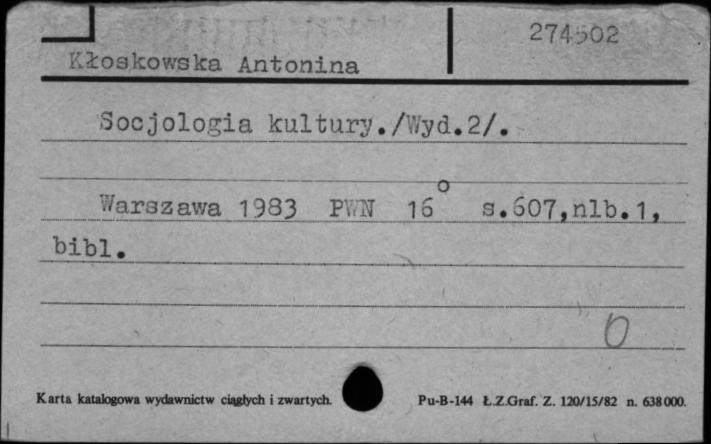 274502
Kłoskowska Antonina
Socjologia kultury./Wyd.2/.
Warszawa 1983 PWN 16° s.607,nlb.1,
bibl.
0
Karta katalogowa wydawnictw ciągłych i zwartych. Pu-B-144 Ł.Z.Graf. Z. 120/15/82 n. 638000.